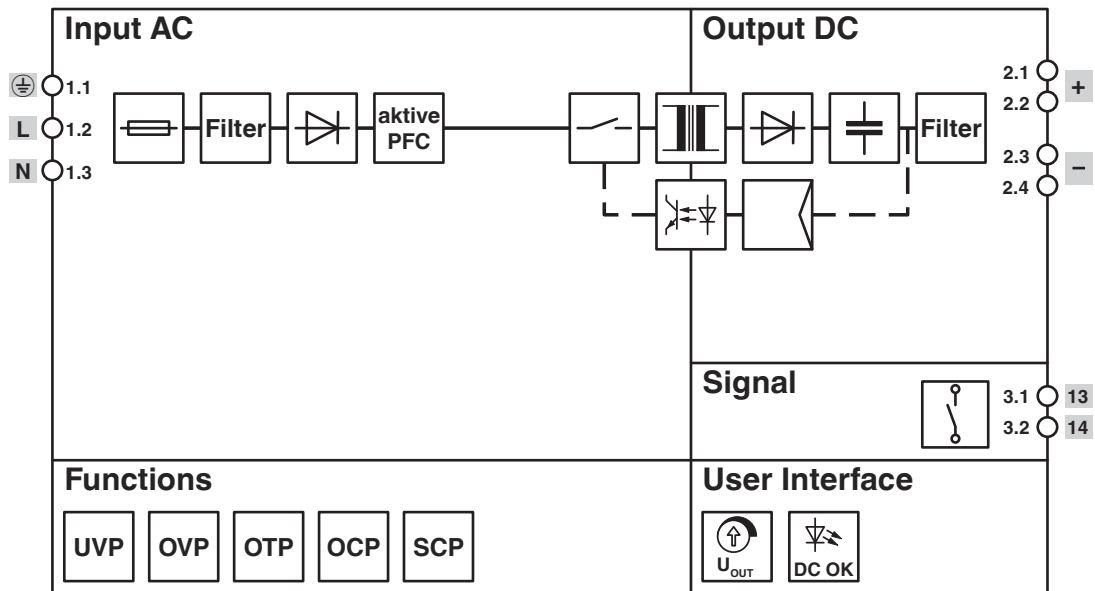 Input AC
Output DC
1.1
L 1.2
N 1.3
Filter
aktive
PFC
Filter
2.1
2.2
+
2.3
2.4
−
Signal
3.1 13
3.2 14
Functions
UVP OVP OTP OCP SCP
User Interface
UOUT
DC OK